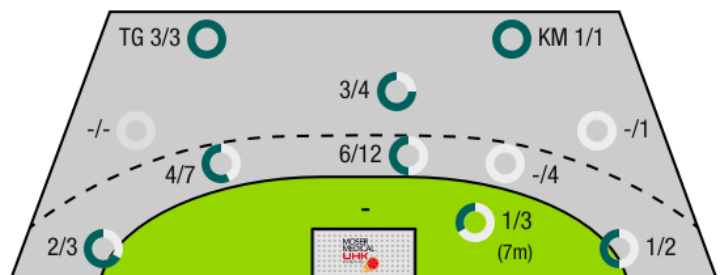 TG 3/3
KM 1/1
3/4
-/-
-/1
4/7
6/12
-/4
-
2/3
1/3
(7m)
1/2
MOSER
MEDICAL
UHK